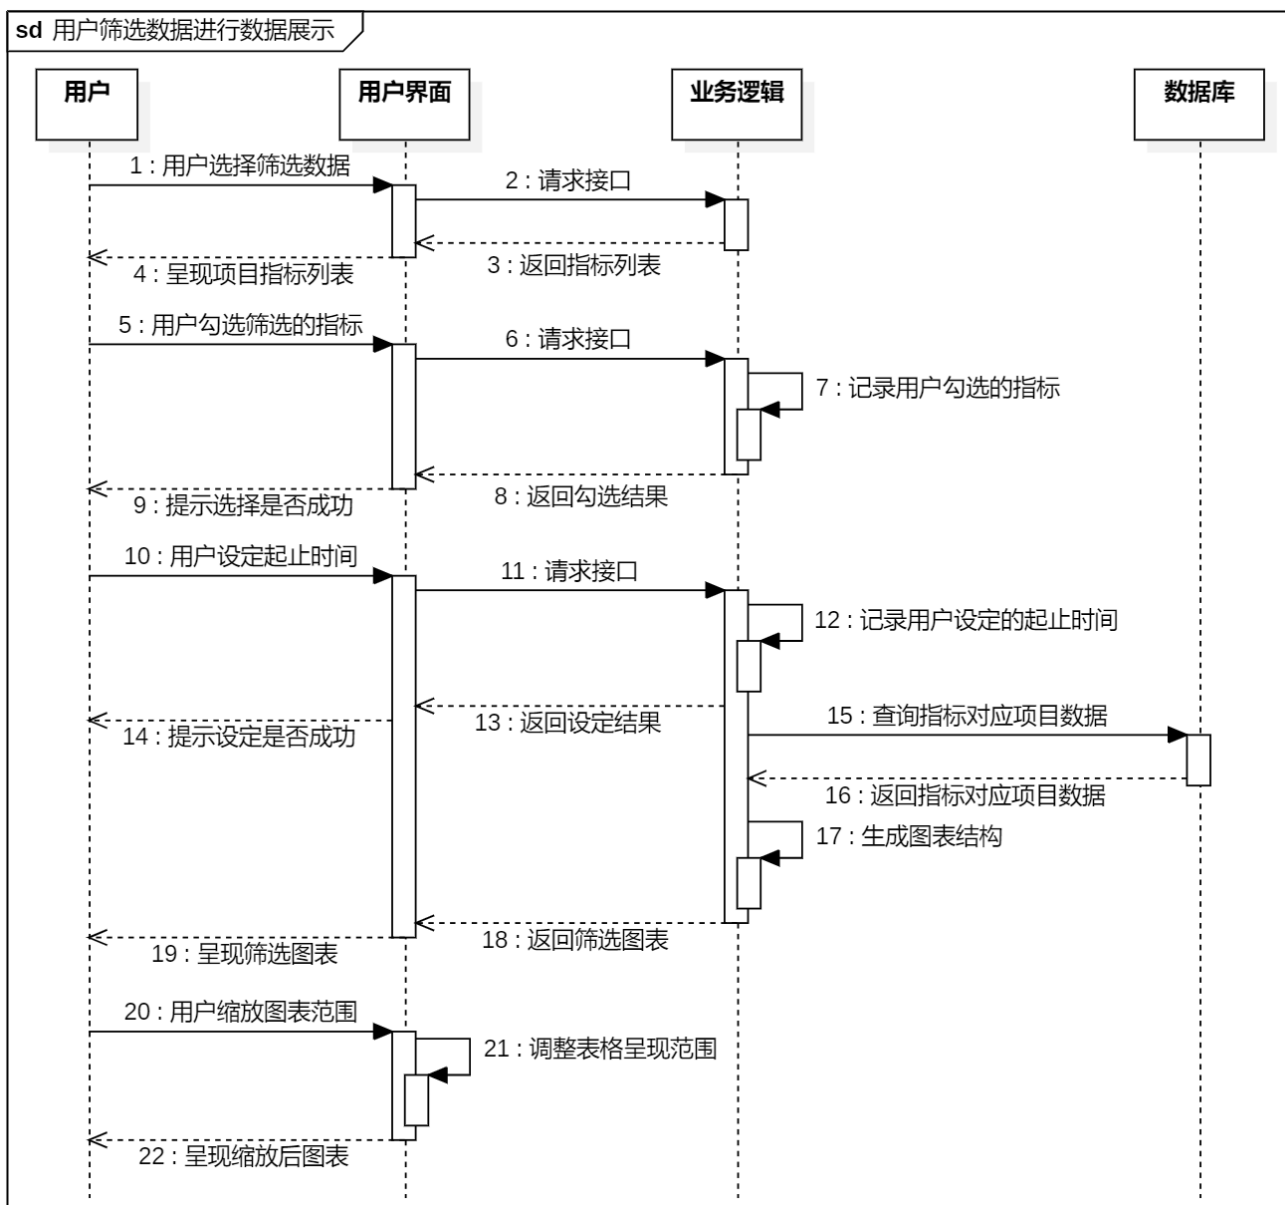 sd 用户筛选数据进行数据展示
用户
用户界面
业务逻辑
数据库
1 : 用户选择筛选数据
2 : 请求接口
3 : 返回指标列表
4 : 呈现项目指标列表
5 : 用户勾选筛选的指标
6 : 请求接口
7 : 记录用户勾选的指标
8 : 返回勾选结果
9 : 提示选择是否成功
10 : 用户设定起止时间
11 : 请求接口
12 : 记录用户设定的起止时间
13 : 返回设定结果
14 : 提示设定是否成功
15 : 查询指标对应项目数据
16 : 返回指标对应项目数据
17 : 生成图表结构
18 : 返回筛选图表
19 : 呈现筛选图表
20 : 用户缩放图表范围
21 : 调整表格呈现范围
22 : 呈现缩放后图表